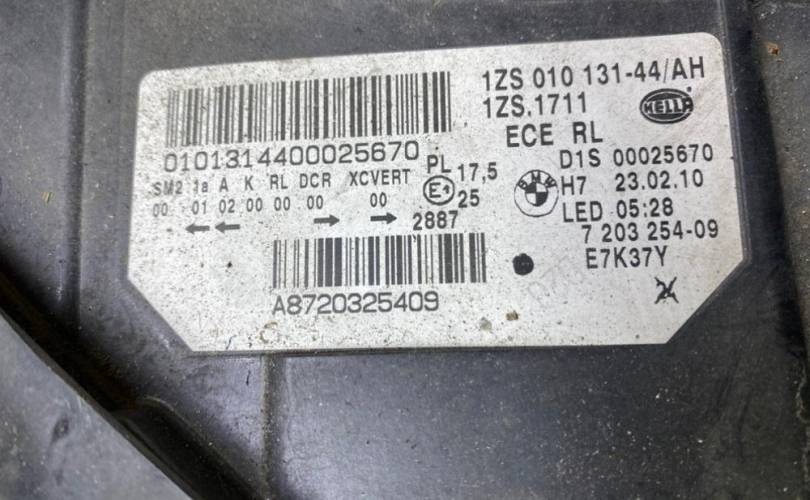 1ZS 010 131-44/AH
1ZS.1711
HELLA
ECE RL
0101314400025670
PL 17,5
E1 25
2887
SM2 1a A K RL DCR XCVERT
00 01 02 00 00 00 00
BMW
D1S 00025670
H7 23.02.10
LED 05:28
7 203 254-09
E7K37Y
A8720325409